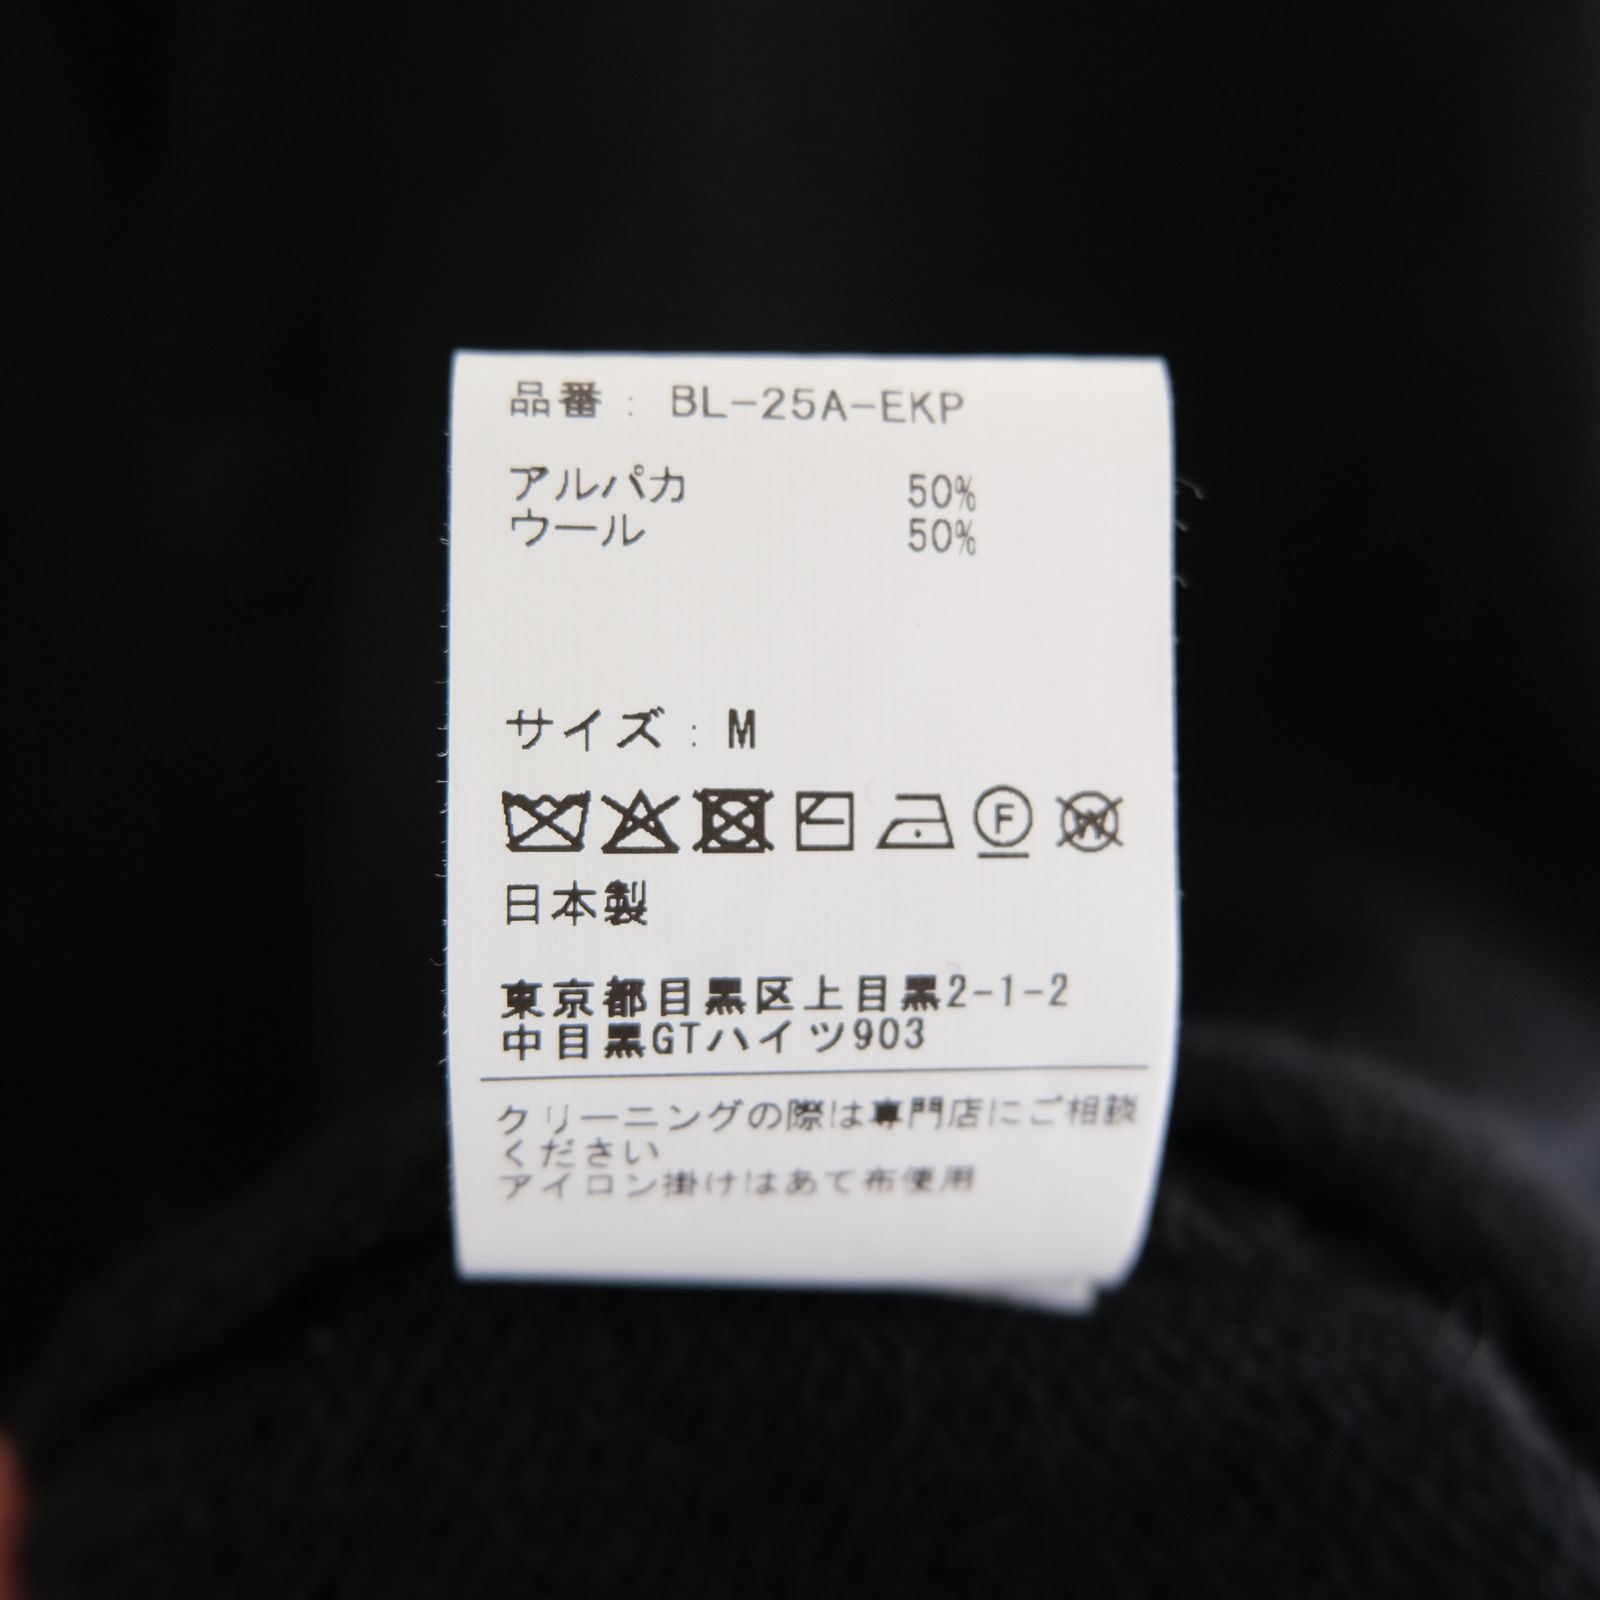 品番: BL-25A-EKP
アルパカ 50%
ウール 50%
サイズ: M
F W
日本製
東京都目黒区上目黒2-1-2
中目黒GTハイツ903
クリーニングの際は専門店にご相談
ください
アイロン掛けはあて布使用